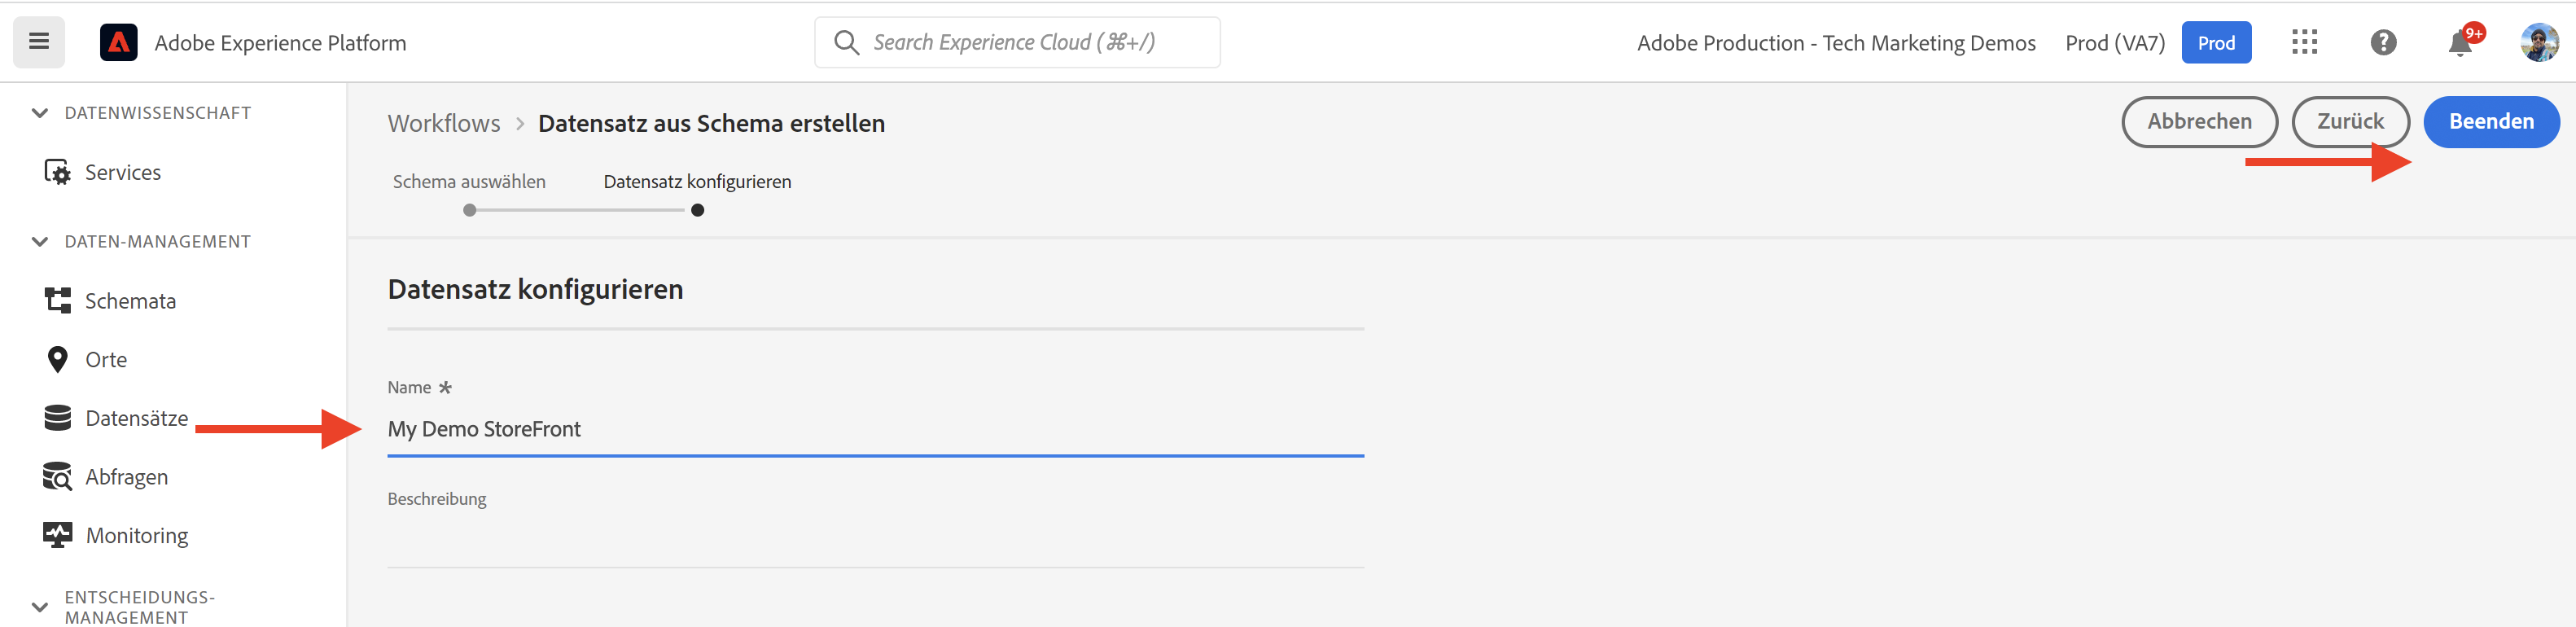 Adobe Experience Platform
Search Experience Cloud (⌘+/)
Adobe Production - Tech Marketing Demos Prod (VA7) Prod
9+
DATENWISSENSCHAFT
Services
DATEN-MANAGEMENT
Schemata
Orte
Datensätze
Abfragen
Monitoring
ENTSCHEIDUNGS-
MANAGEMENT
Workflows > Datensatz aus Schema erstellen
Abbrechen Zurück Beenden
Schema auswählen Datensatz konfigurieren
Datensatz konfigurieren
Name *
My Demo StoreFront
Beschreibung